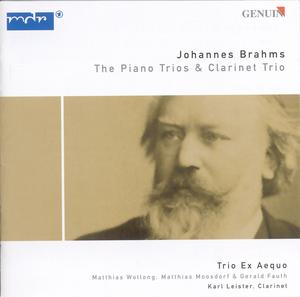 mdr
GENUIN
Johannes Brahms
The Piano Trios & Clarinet Trio
Trio Ex Aequo
Matthias Wollong, Matthias Moosdorf & Gerald Fauth
Karl Leister, Clarinet